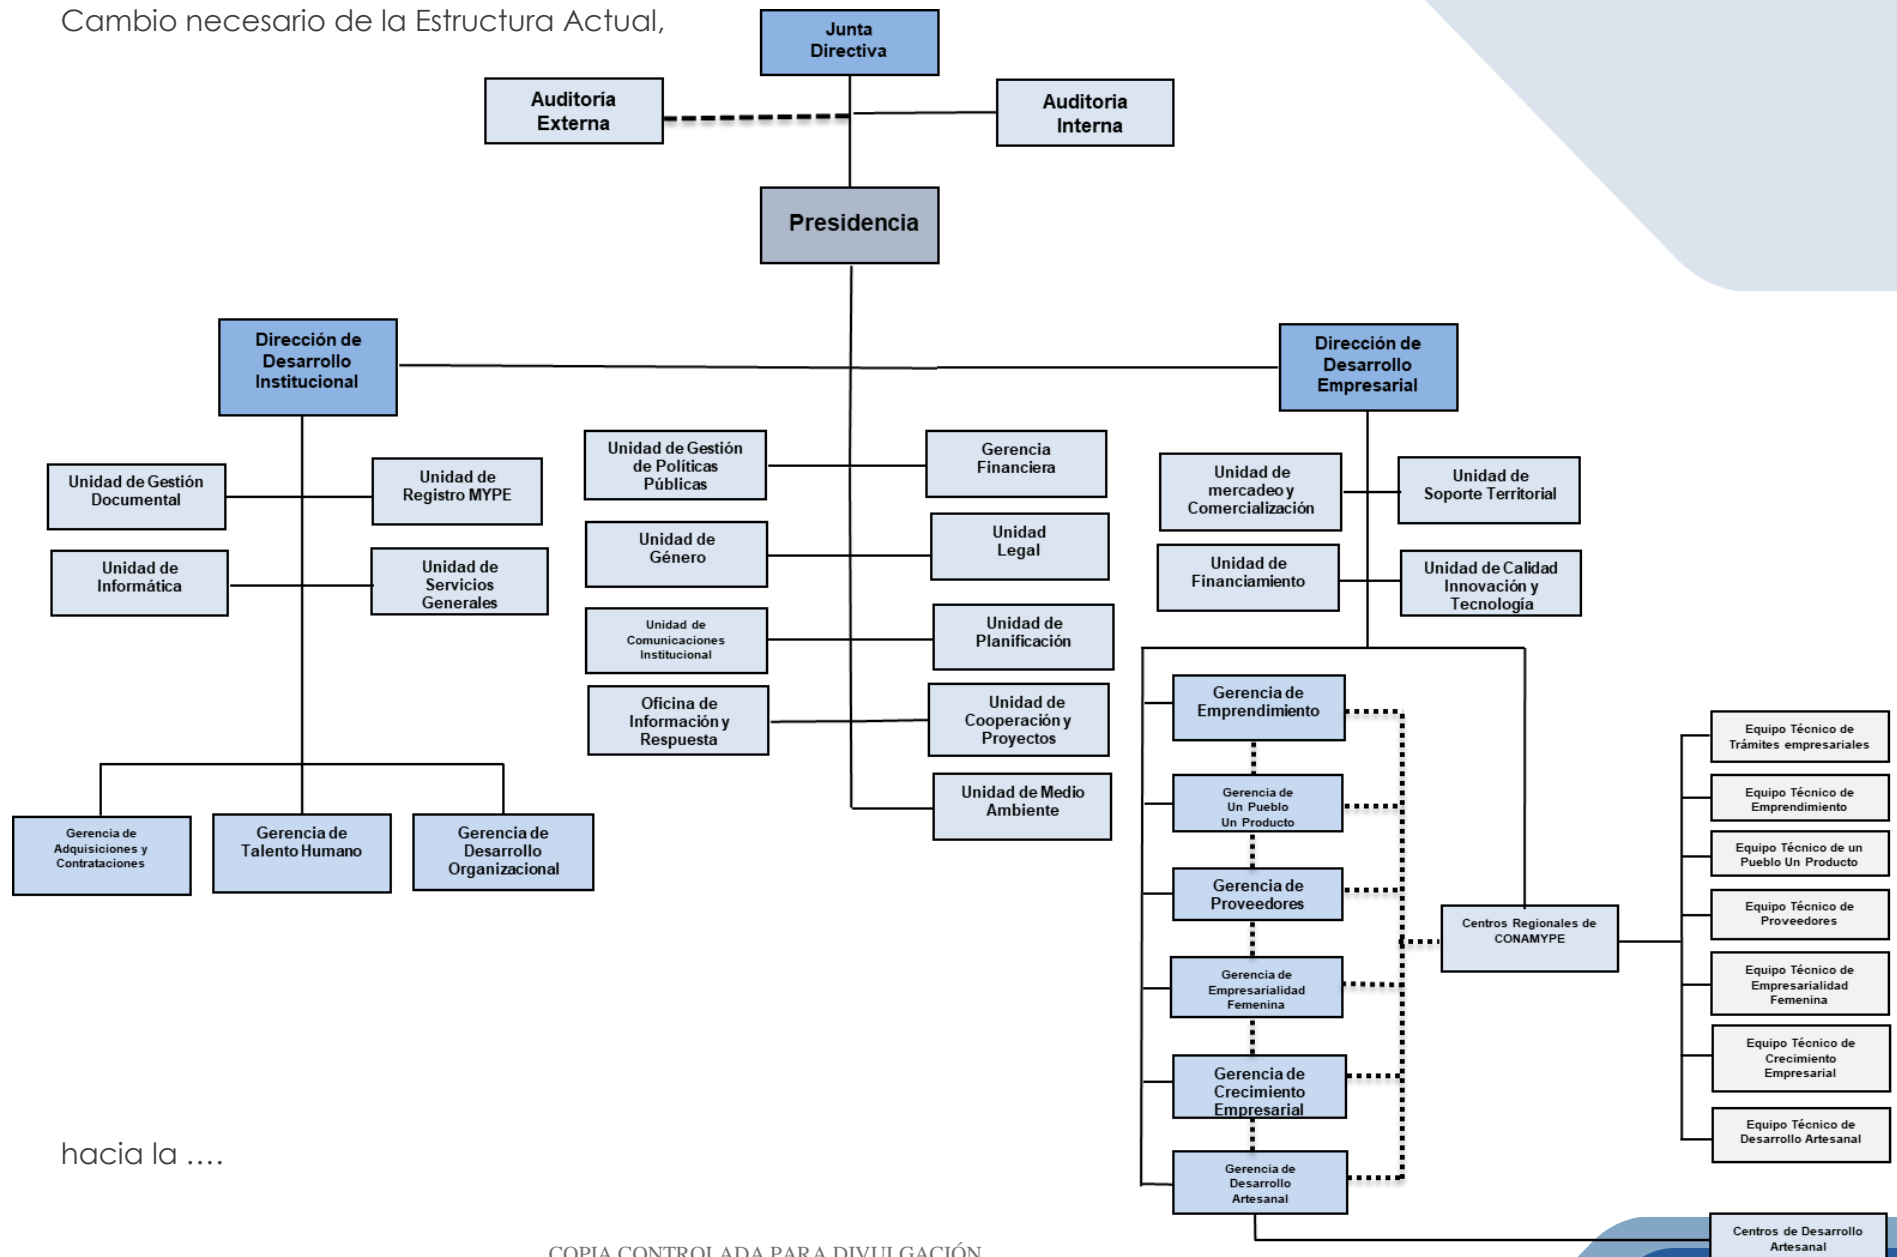 Cambio necesario de la Estructura Actual,
Junta
Directiva
Auditoría
Externa
Auditoria
Interna
Presidencia
Dirección de
Desarrollo
Institucional
Dirección de
Desarrollo
Empresarial
Unidad de Gestión
Documental
Unidad de
Registro MYPE
Unidad de
Informática
Unidad de
Servicios
Generales
Gerencia de
Adquisiciones y
Contrataciones
Gerencia de
Talento Humano
Gerencia de
Desarrollo
Organizacional
Unidad de Gestión
de Políticas
Públicas
Gerencia
Financiera
Unidad de
Género
Unidad
Legal
Unidad de
Comunicaciones
Institucional
Unidad de
Planificación
Oficina de
Información y
Respuesta
Unidad de
Cooperación y
Proyectos
Unidad de Medio
Ambiente
Unidad de
mercadeo y
Comercialización
Unidad de
Soporte Territorial
Unidad de
Financiamiento
Unidad de Calidad
Innovación y
Tecnología
Gerencia de
Emprendimiento
Gerencia de
Un Pueblo
Un Producto
Gerencia de
Proveedores
Gerencia de
Empresarialidad
Femenina
Gerencia de
Crecimiento
Empresarial
Gerencia de
Desarrollo
Artesanal
Centros Regionales de
CONAMYPE
Equipo Técnico de
Trámites empresariales
Equipo Técnico de
Emprendimiento
Equipo Técnico de un
Pueblo Un Producto
Equipo Técnico de
Proveedores
Equipo Técnico de
Empresarialidad
Femenina
Equipo Técnico de
Crecimiento
Empresarial
Equipo Técnico de
Desarrollo Artesanal
Centros de Desarrollo
Artesanal
hacia la ....
COPIA CONTROLADA PARA DIVULGACIÓN